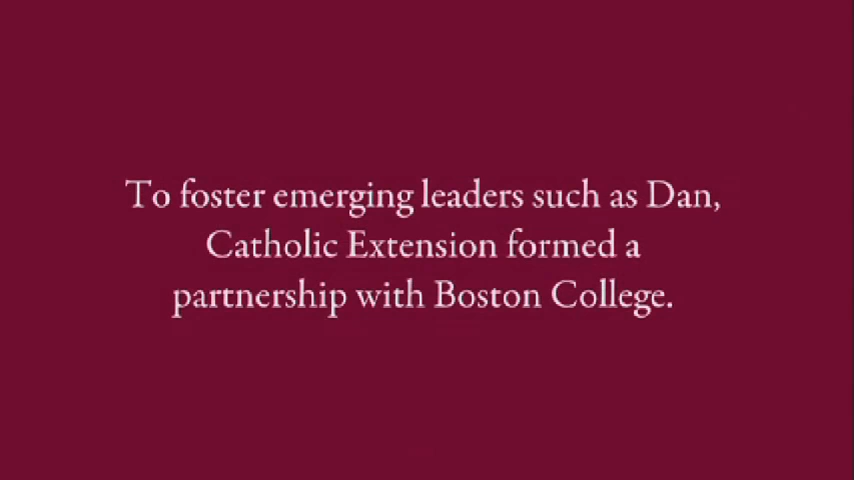 To foster emerging leaders such as Dan,
Catholic Extension formed a
partnership with Boston College.